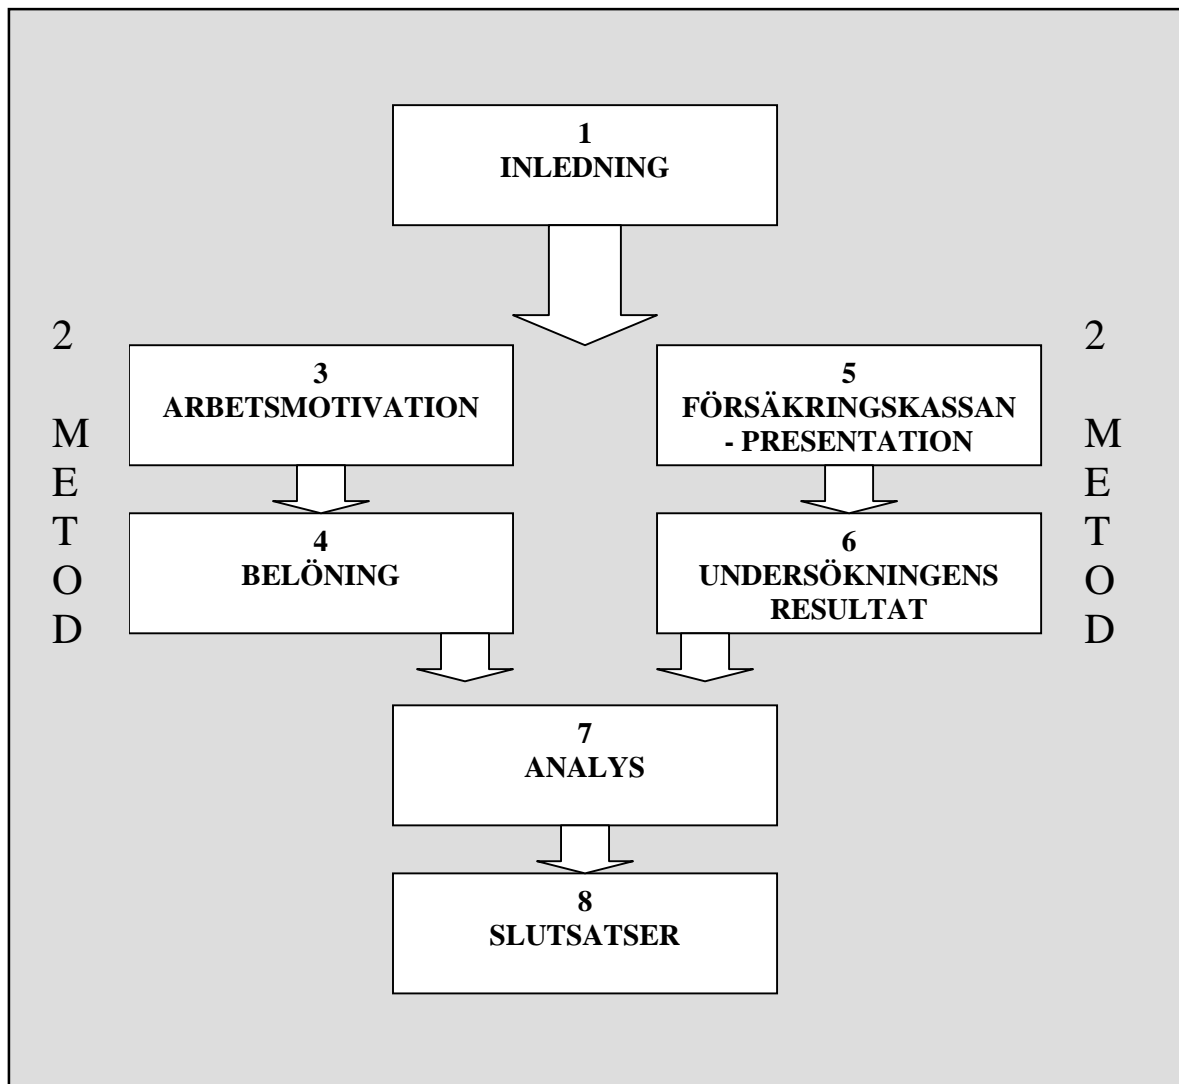 1
INLEDNING
2
M
E
T
O
D
3
ARBETSMOTIVATION
4
BELÖNING
5
FÖRSÄKRINGSKASSAN
- PRESENTATION
6
UNDERSÖKNINGENS
RESULTAT
2
M
E
T
O
D
7
ANALYS
8
SLUTSATSER